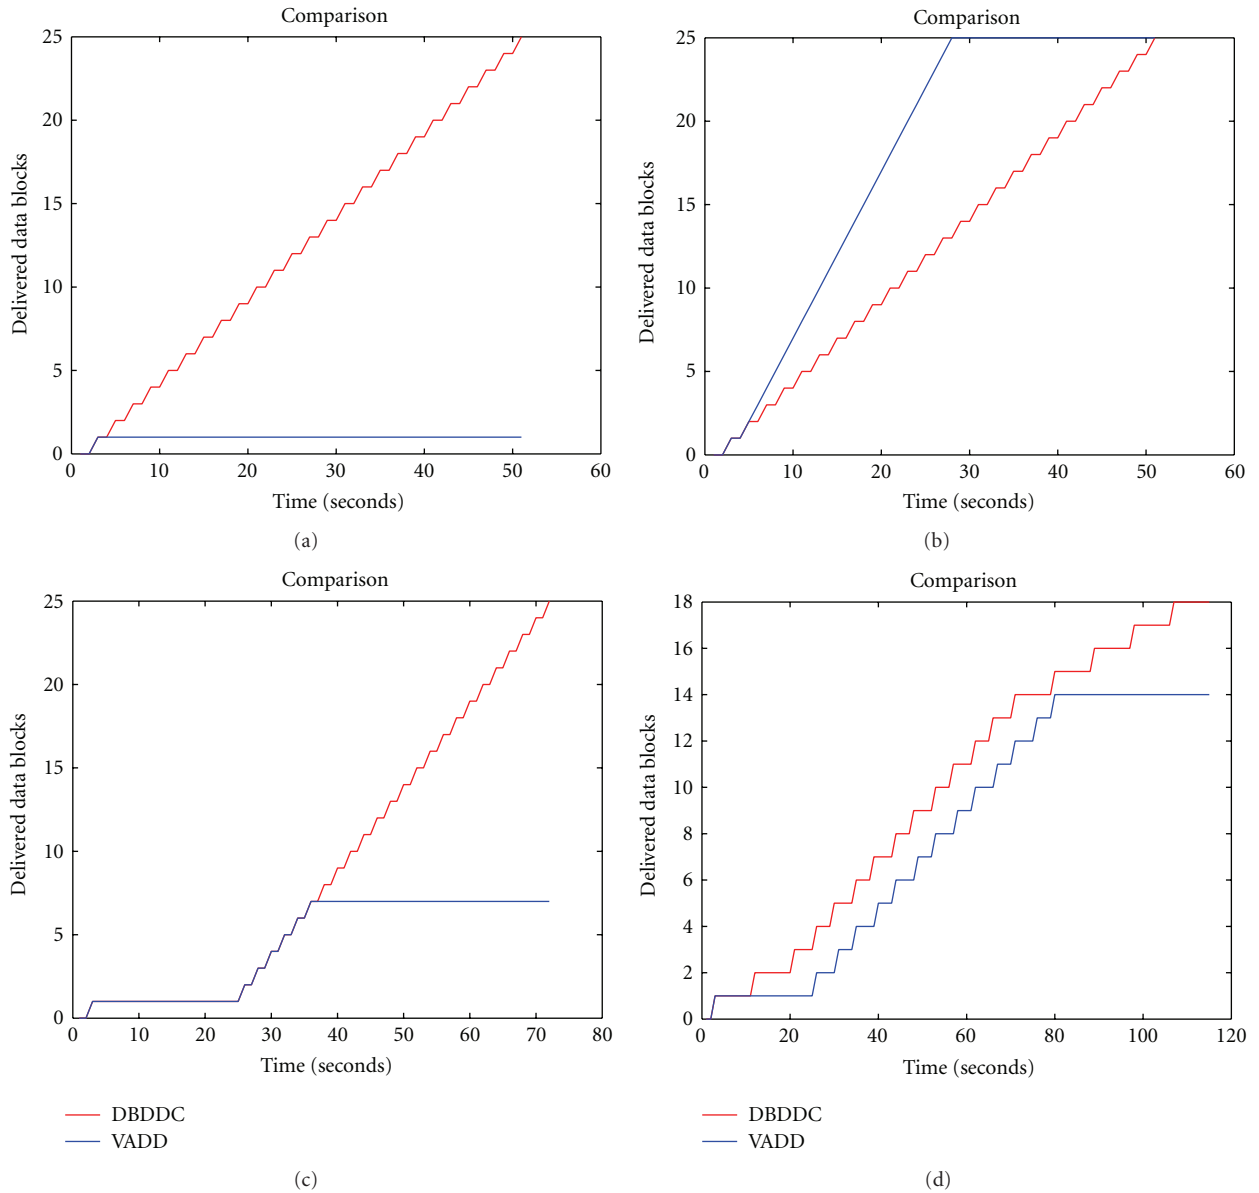 Comparison
25
20
15
10
5
0
0 10 20 30 40 50 60
Delivered data blocks
Time (seconds)
(a)
Comparison
25
20
15
10
5
0
0 10 20 30 40 50 60
Delivered data blocks
Time (seconds)
(b)
Comparison
25
20
15
10
5
0
0 10 20 30 40 50 60 70 80
Delivered data blocks
Time (seconds)
DBDDC
VADD
(c)
Comparison
18
16
14
12
10
8
6
4
2
0
0 20 40 60 80 100 120
Delivered data blocks
Time (seconds)
DBDDC
VADD
(d)